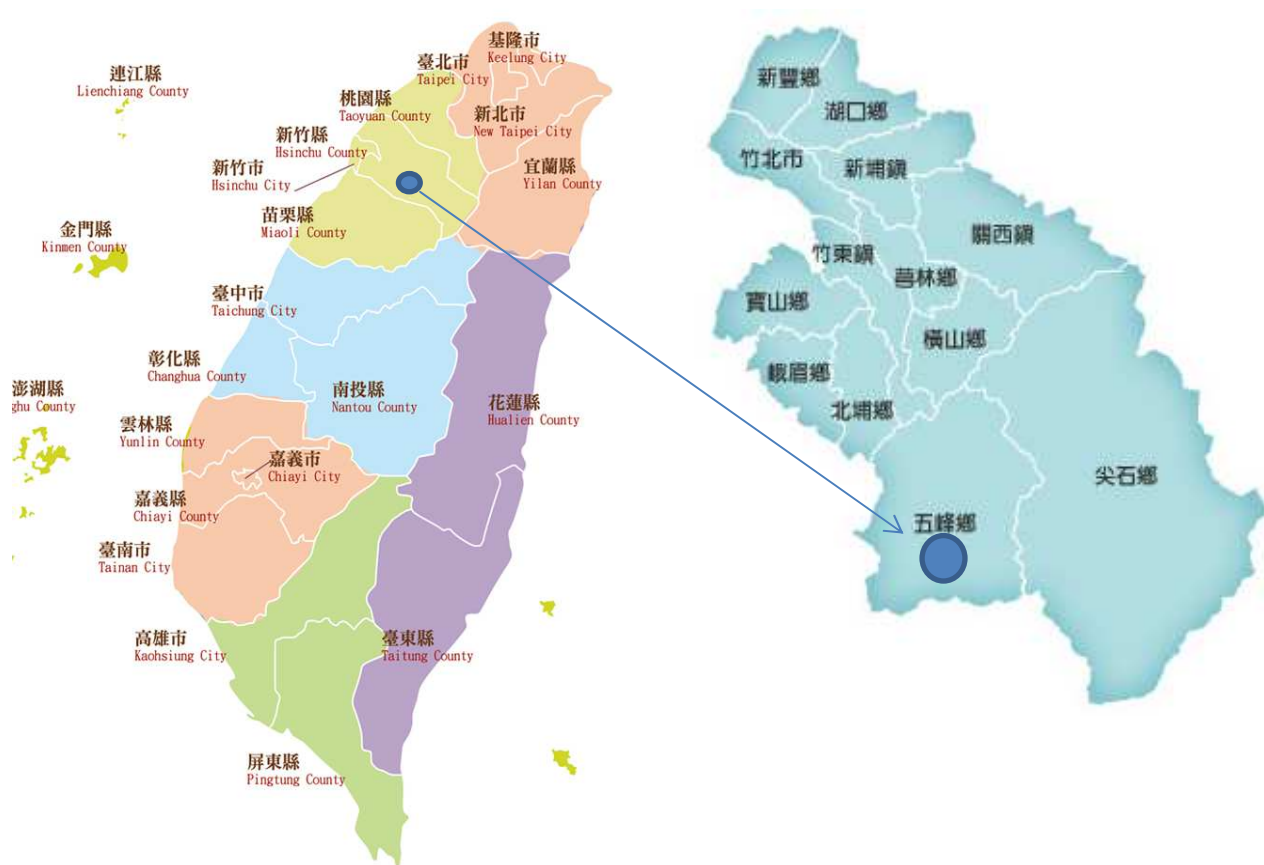 基隆市
Keelung City
臺北市
Taipei City
連江縣
Lienchiang County
桃園縣
Taoyuan County
新北市
New Taipei City
新竹縣
Hsinchu County
新竹市
Hsinchu City
宜蘭縣
Yilan County
苗栗縣
Miaoli County
金門縣
Kinmen County
臺中市
Taichung City
彰化縣
Changhua County
南投縣
Nantou County
澎湖縣
ghu County
花蓮縣
Hualien County
雲林縣
Yunlin County
嘉義市
Chiayi City
嘉義縣
Chiayi County
臺南市
Tainan City
高雄市
Kaohsiung City
臺東縣
Taitung County
屏東縣
Pingtung County
新豐鄉
湖口鄉
竹北市
新埔鎮
關西鎮
竹東鎮
芎林鄉
寶山鄉
橫山鄉
峨眉鄉
北埔鄉
尖石鄉
五峰鄉